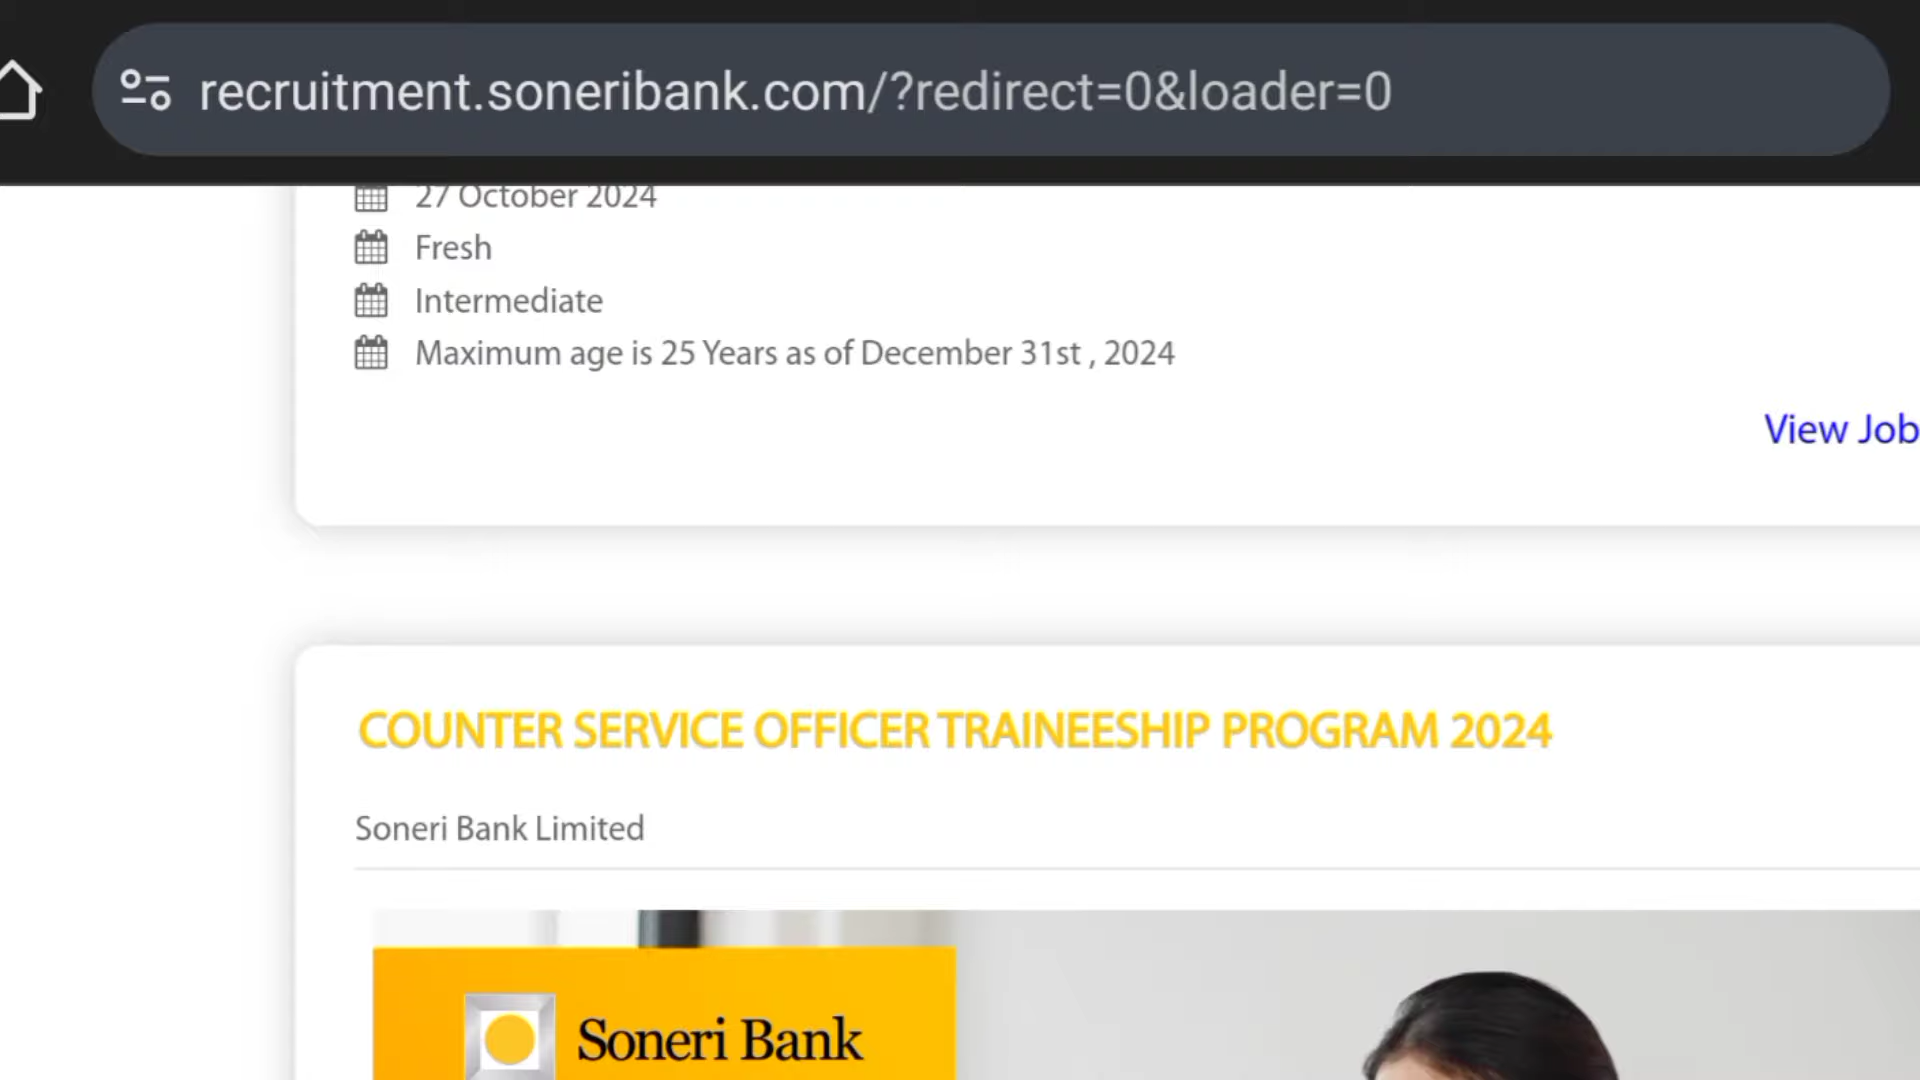 recruitment.soneribank.com/?redirect=0&loader=0
27 October 2024
Fresh
Intermediate
Maximum age is 25 Years as of December 31st , 2024
View Job
COUNTER SERVICE OFFICER TRAINEESHIP PROGRAM 2024
Soneri Bank Limited
Soneri Bank